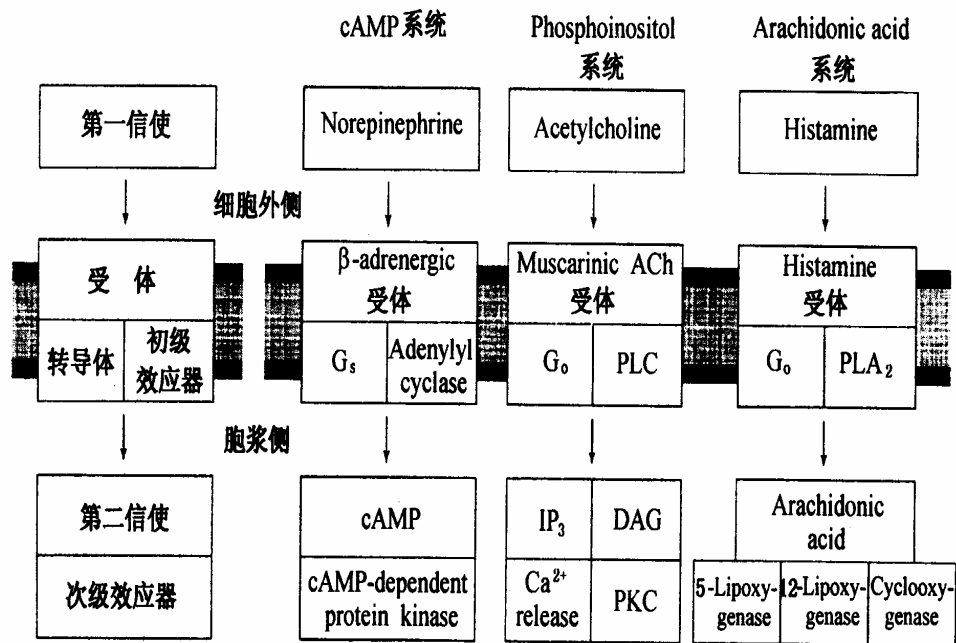 cAMP系统
Phosphoinositol
系统
Arachidonic acid
系统
第一信使
Norepinephrine
Acetylcholine
Histamine
细胞外侧
受 体
β-adrenergic
受体
Muscarinic ACh
受体
Histamine
受体
转导体
初级
效应器
Gs
Adenylyl
cyclase
Go
PLC
Go
PLA2
胞浆侧
第二信使
cAMP
IP3
DAG
Arachidonic
acid
次级效应器
cAMP-dependent
protein kinase
Ca2+
release
PKC
5-Lipoxy-
genase
12-Lipoxy-
genase
Cyclooxy-
genase